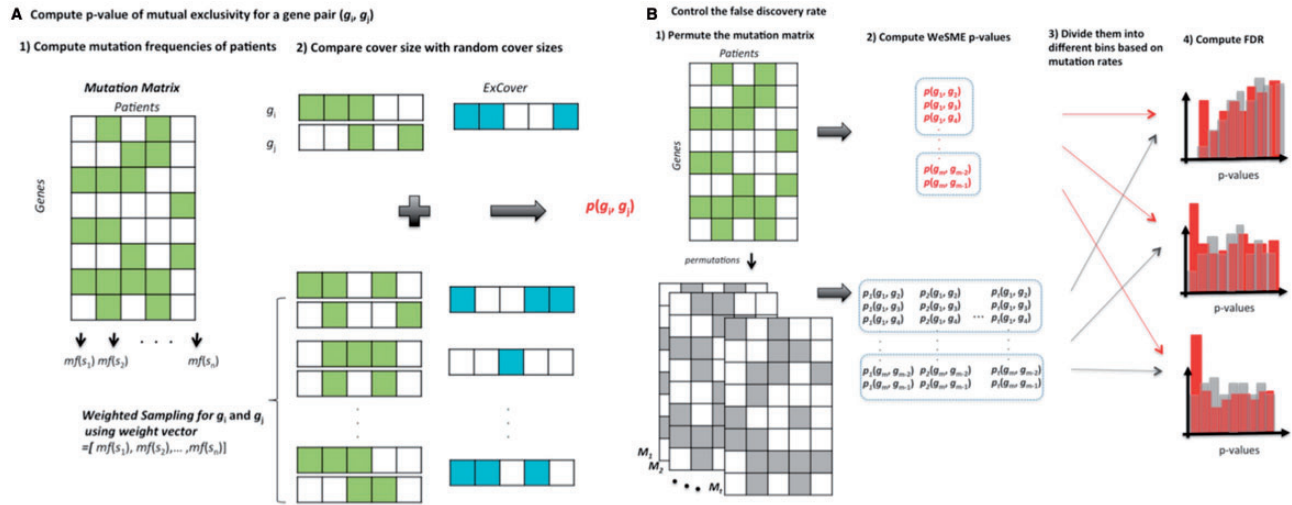 A Compute p-value of mutual exclusivity for a gene pair (gi, gj)
1) Compute mutation frequencies of patients
2) Compare cover size with random cover sizes
Mutation Matrix
Patients
Genes
mf(s1) mf(s2) . . . mf(sn)
Weighted Sampling for gi and gj
using weight vector
=[ mf(s1), mf(s2),... ,mf(sn)]
ExCover
gi
gj
p(gi, gj)
B Control the false discovery rate
1) Permute the mutation matrix
Patients
Genes
permutations
M1
M2
Mt
2) Compute WeSME p-values
p(g1, g3)
p(g1, g4)
p(gm, gm-2)
p(gm, gm-1)
p1(g1, g2) p2(g1, g2) pt(g1, g2)
p1(g1, g3) p2(g1, g3) pt(g1, g3)
p1(g1, g4) p2(g1, g4) ... pt(g1, g4)
p1(gm, gm-2) p2(gm, gm-2) pt(gm, gm-2)
p1(gm, gm-1) p2(gm, gm-1) pt(gm, gm-1)
3) Divide them into
different bins based on
mutation rates
4) Compute FDR
p-values
p-values
p-values